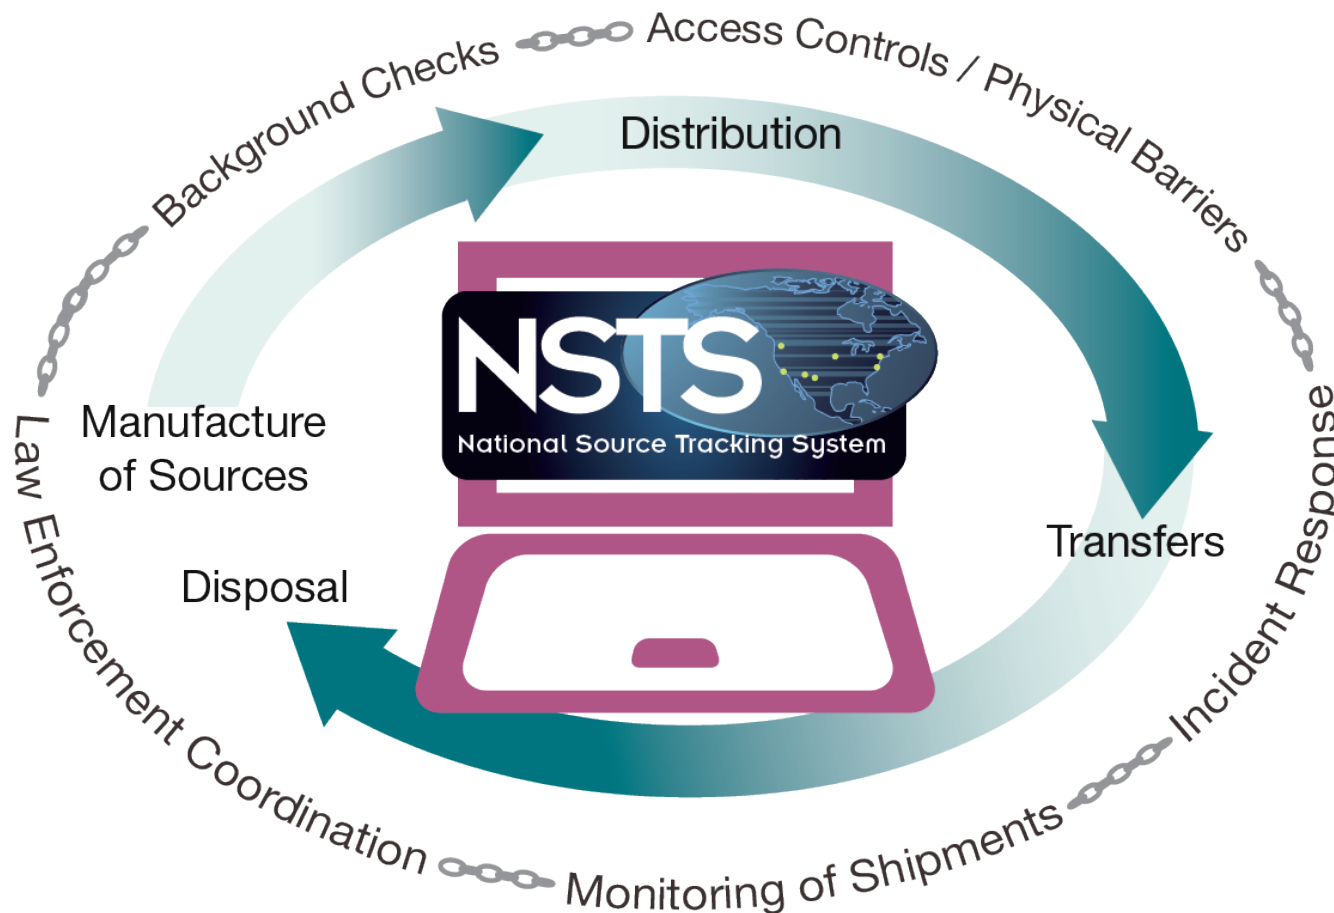 Background Checks
Access Controls / Physical Barriers
Distribution
NSTS
National Source Tracking System
Manufacture
of Sources
Transfers
Disposal
Incident Response
Law Enforcement Coordination
Monitoring of Shipments